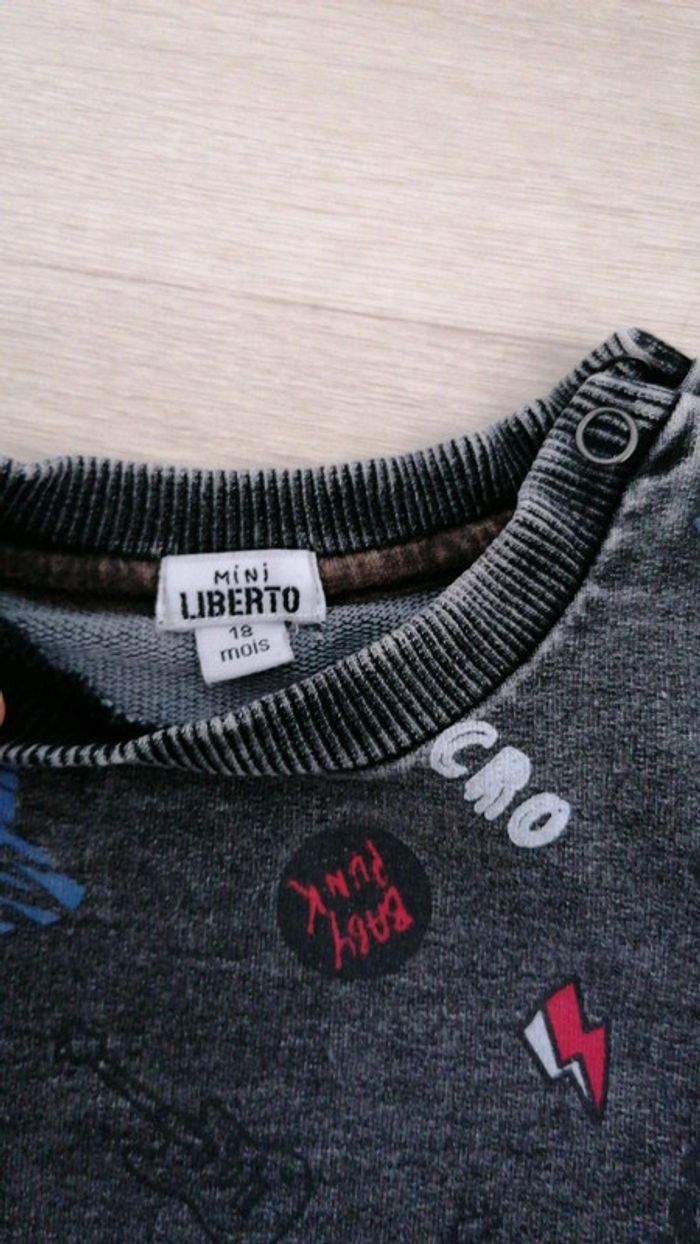 MiNi
LIBERTO
18
mois
CRO
BABY
PUNK